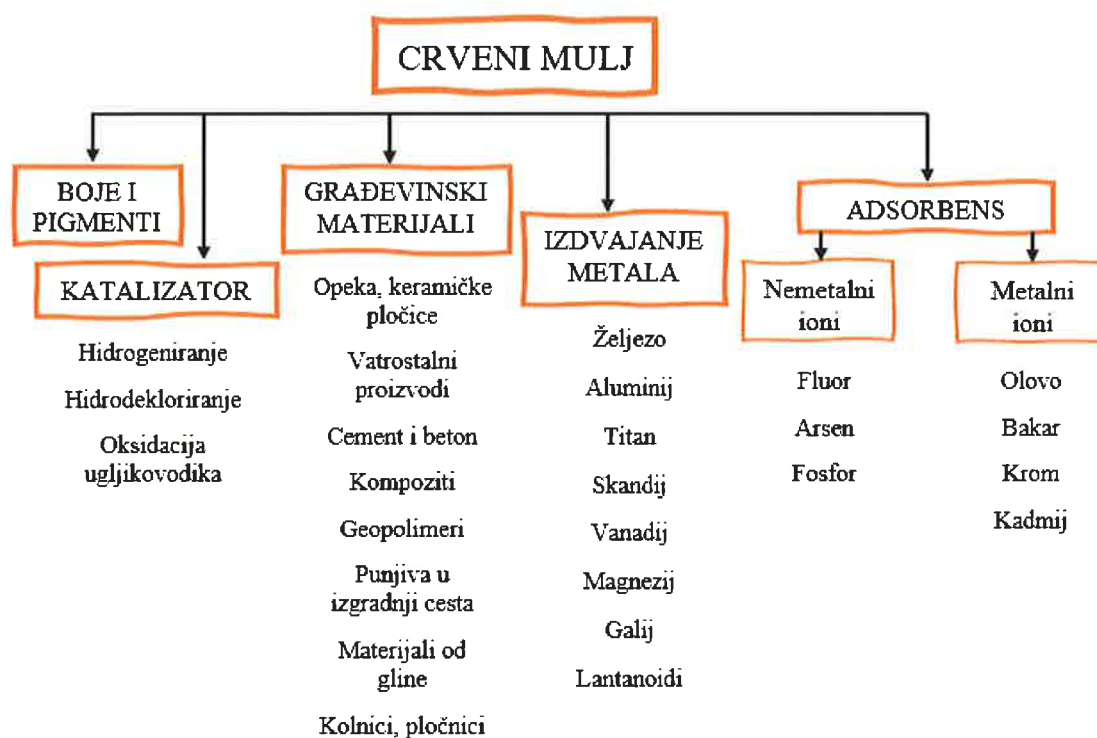 CRVENI MULJ
BOJE I
PIGMENTI
KATALIZATOR
Hidrogeniranje
Hidrodekloriranje
Oksidacija
ugljikovodika
GRAĐEVINSKI
MATERIJALI
Opeka, keramičke
pločice
Vatrostalni
proizvodi
Cement i beton
Kompoziti
Geopolimeri
Punjiva u
izgradnji cesta
Materijali od
gline
Kolnici, pločnici
IZDVAJANJE
METALA
Željezo
Aluminij
Titan
Skandij
Vanadij
Magnezij
Galij
Lantanoidi
ADSORBENS
Nemetalni
ioni
Fluor
Arsen
Fosfor
Metalni
ioni
Olovo
Bakar
Krom
Kadmij